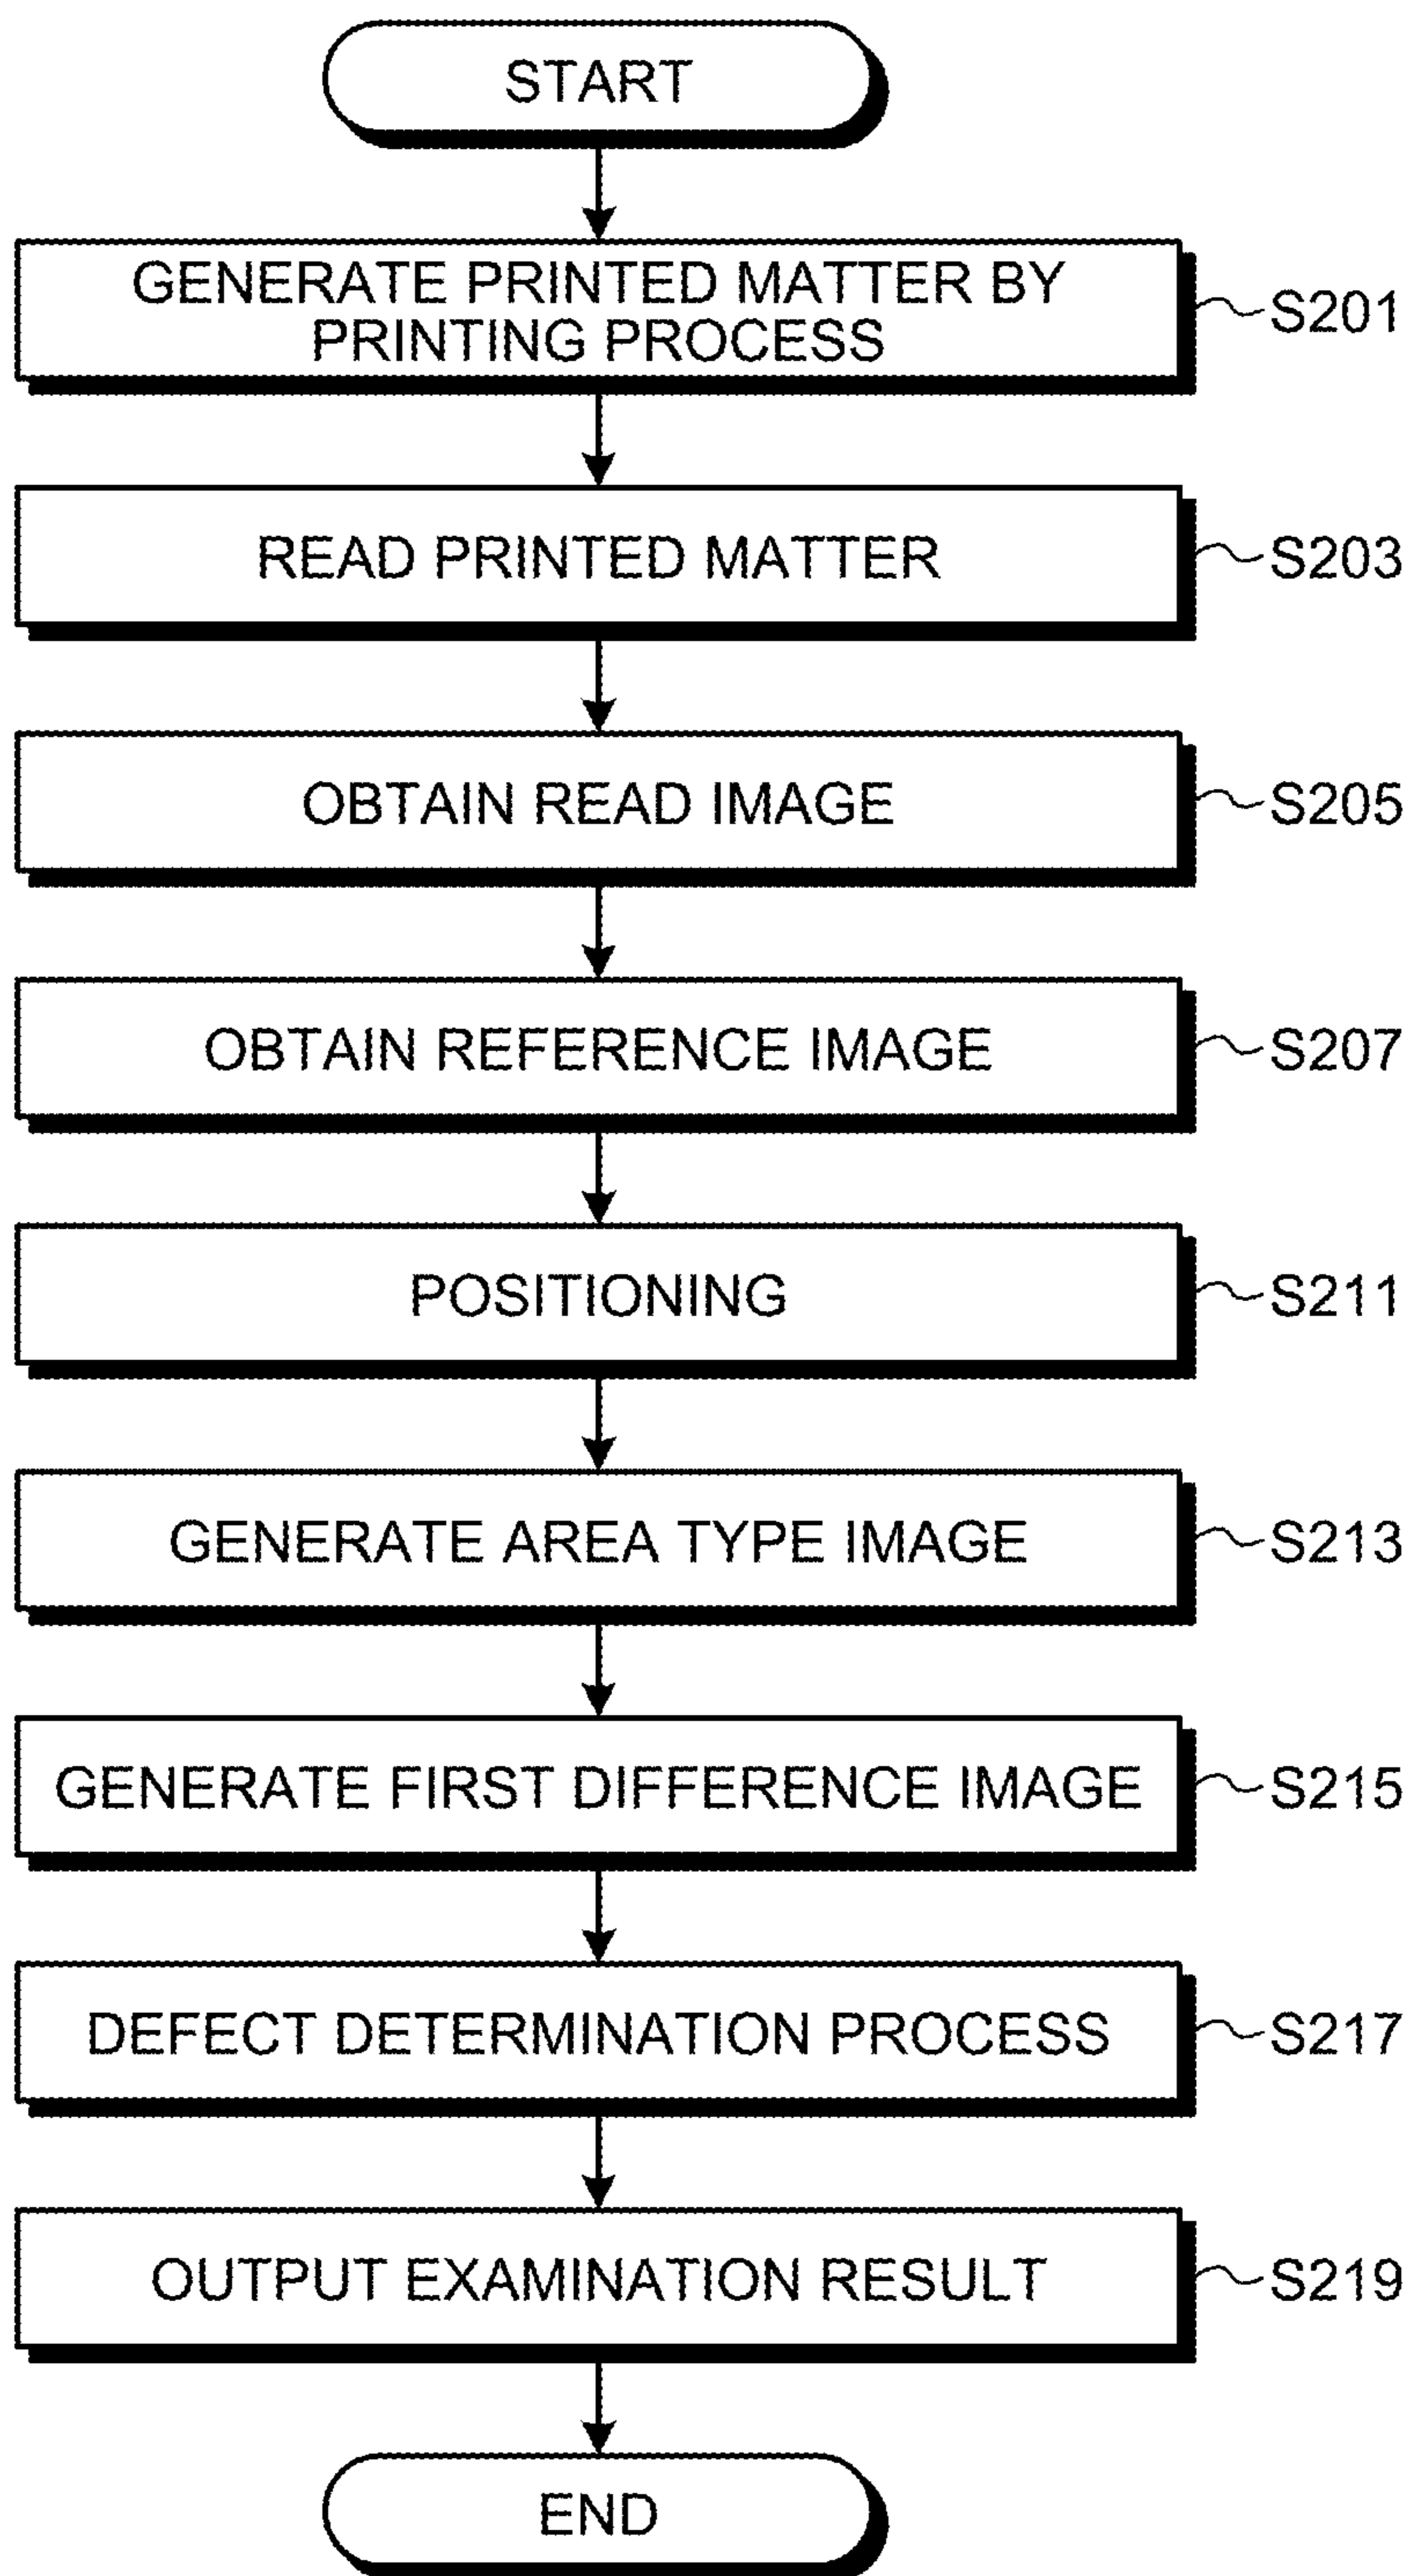 START
GENERATE PRINTED MATTER BY
PRINTING PROCESS
S201
READ PRINTED MATTER
S203
OBTAIN READ IMAGE
S205
OBTAIN REFERENCE IMAGE
S207
POSITIONING
S211
GENERATE AREA TYPE IMAGE
S213
GENERATE FIRST DIFFERENCE IMAGE
S215
DEFECT DETERMINATION PROCESS
S217
OUTPUT EXAMINATION RESULT
S219
END